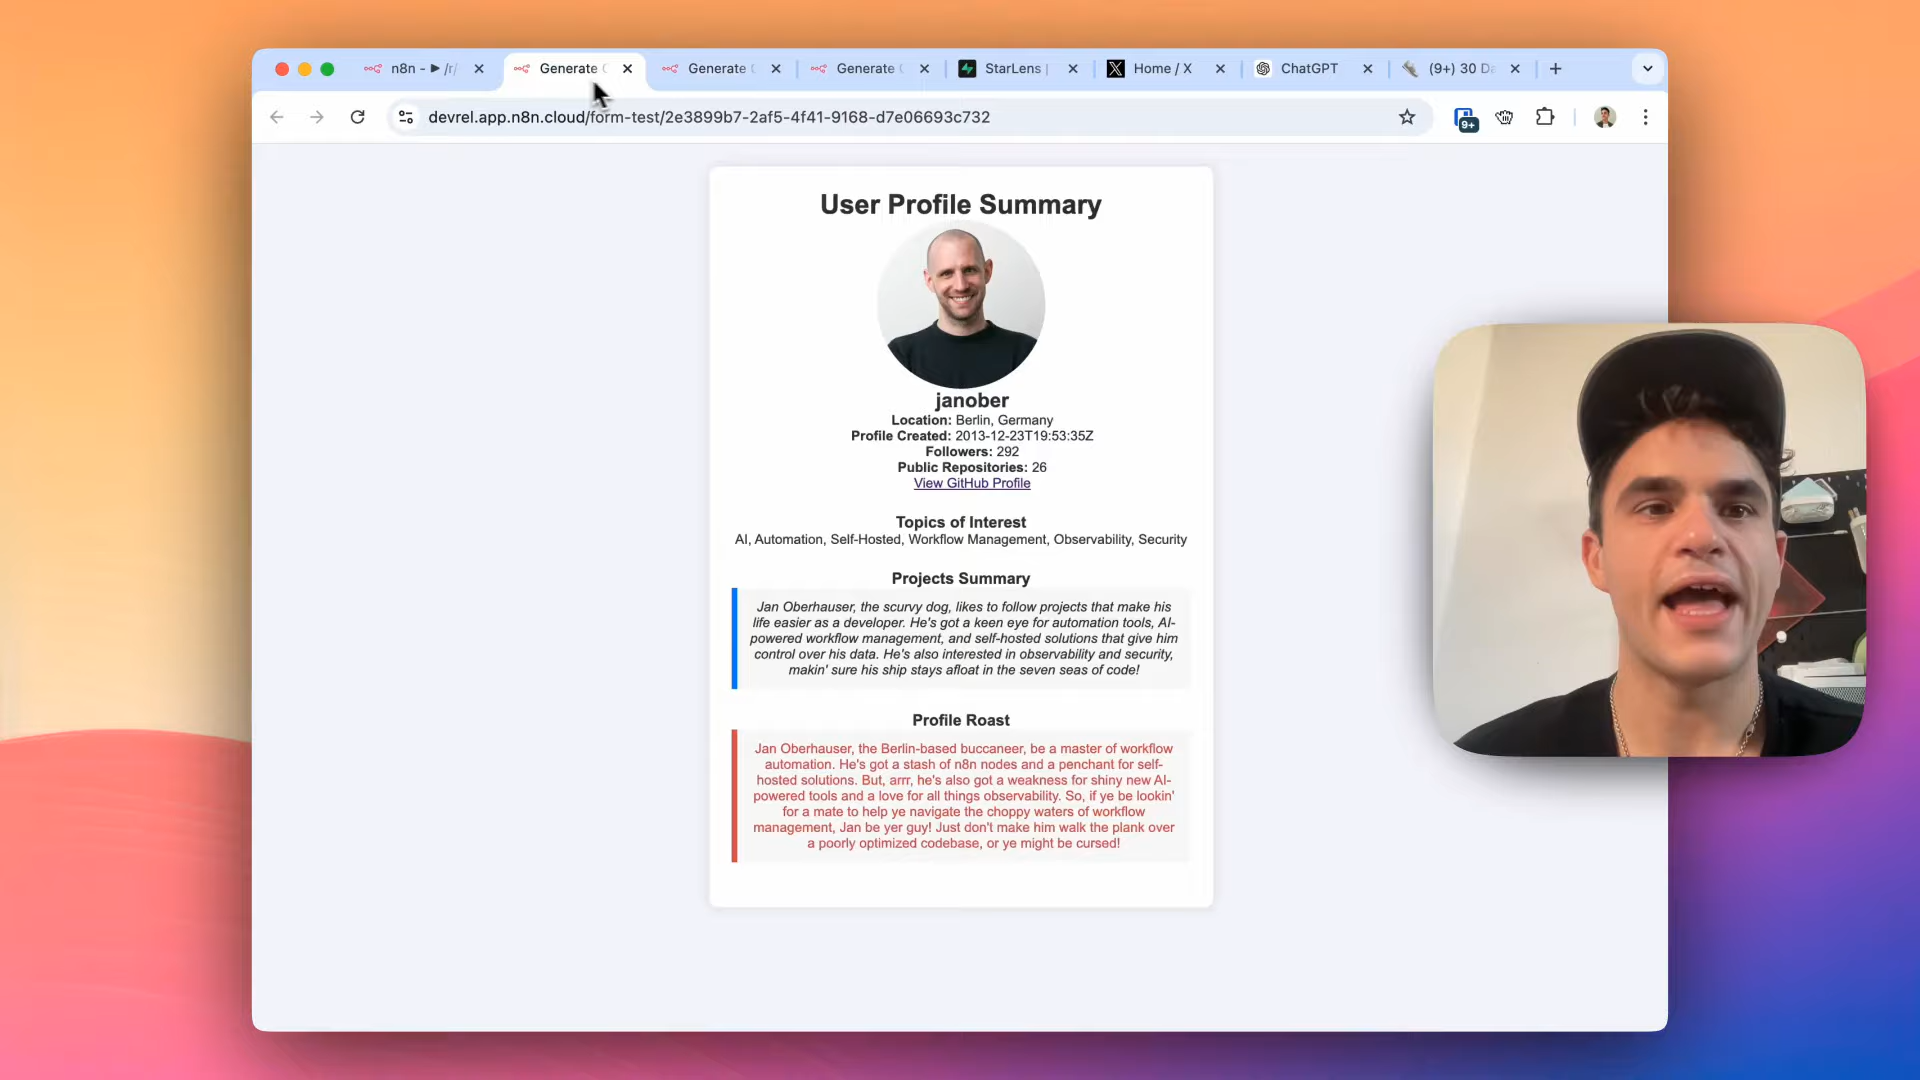 n8n - ▶ /r/
Generate
Generate
Generate
StarLens |
Home / X
ChatGPT
(9+) 30 Da
devrel.app.n8n.cloud/form-test/2e3899b7-2af5-4f41-9168-d7e06693c732
9+
User Profile Summary
janober
Location: Berlin, Germany
Profile Created: 2013-12-23T19:53:35Z
Followers: 292
Public Repositories: 26
View GitHub Profile
Topics of Interest
AI, Automation, Self-Hosted, Workflow Management, Observability, Security
Projects Summary
Jan Oberhauser, the scurvy dog, likes to follow projects that make his
life easier as a developer. He's got a keen eye for automation tools, AI-
powered workflow management, and self-hosted solutions that give him
control over his data. He's also interested in observability and security,
makin' sure his ship stays afloat in the seven seas of code!
Profile Roast
Jan Oberhauser, the Berlin-based buccaneer, be a master of workflow
automation. He's got a stash of n8n nodes and a penchant for self-
hosted solutions. But, arrr, he's also got a weakness for shiny new AI-
powered tools and a love for all things observability. So, if ye be lookin'
for a mate to help ye navigate the choppy waters of workflow
management, Jan be yer guy! Just don't make him walk the plank over
a poorly optimized codebase, or ye might be cursed!